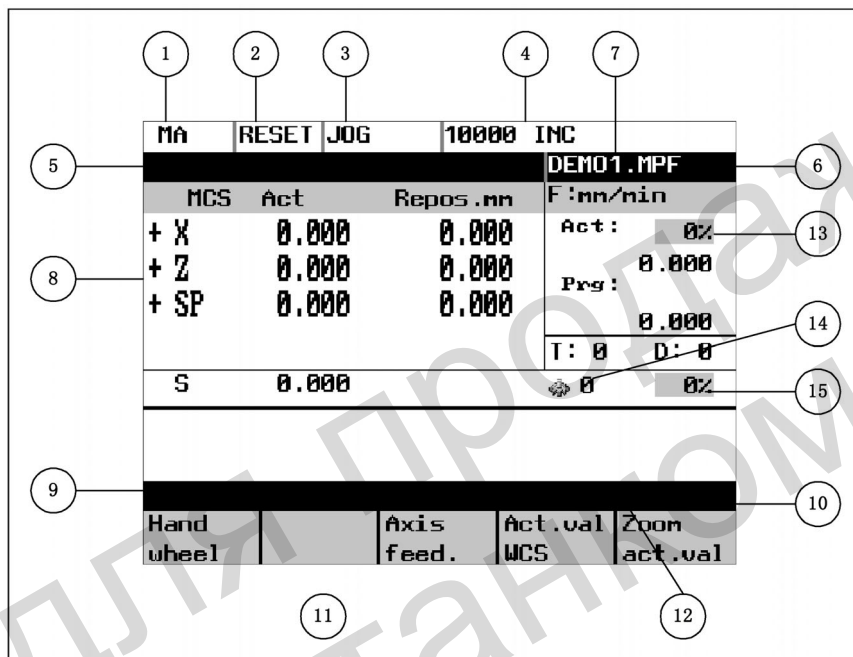 1 2 3 4 7
MA RESET JOG 10000 INC
5 DEMO1.MPF 6
MCS Act Repos.mm F:mm/min
+ X 0.000 0.000 Act: 0% 13
8 + Z 0.000 0.000 0.000
+ SP 0.000 0.000 Prg:
0.000 14
T: 0 D: 0
S 0.000 0 0% 15
9 10
Hand wheel Axis feed. Act.val WCS Zoom act.val
11 12
для продаж
станком